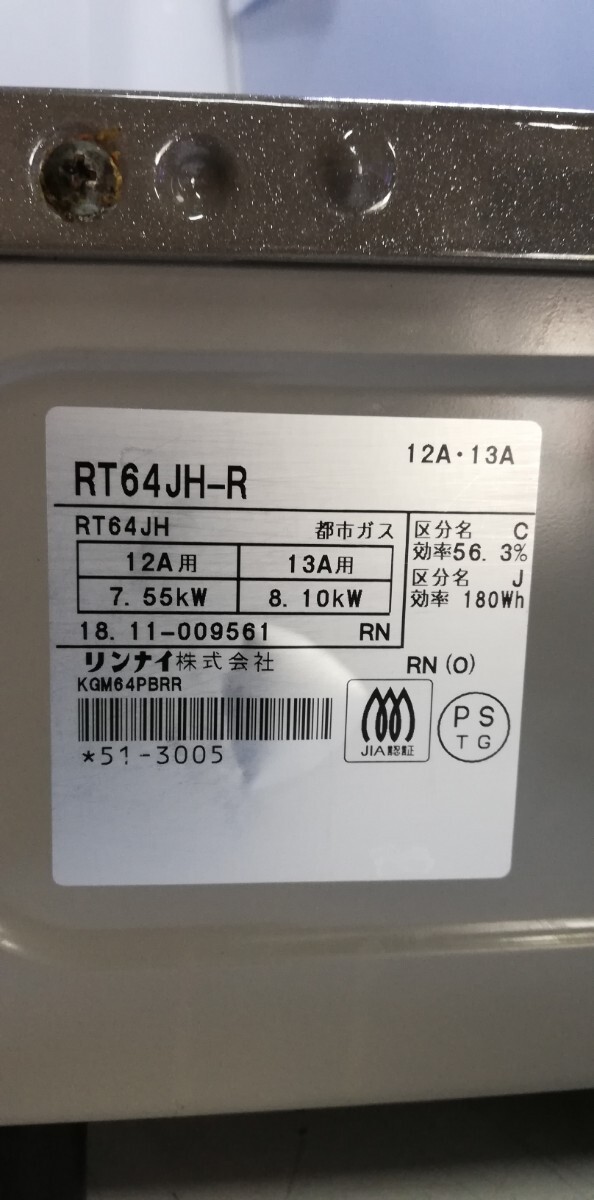 12A・13A
RT64JH-R
RT64JH 都市ガス
12A用 13A用
7.55kW 8.10kW
18.11-009561 RN
区分名 C
効率56.3%
区分名 J
効率 180Wh
リンナイ株式会社 RN(O)
KGM64PBRR
*51-3005
JIA認証
PS
TG